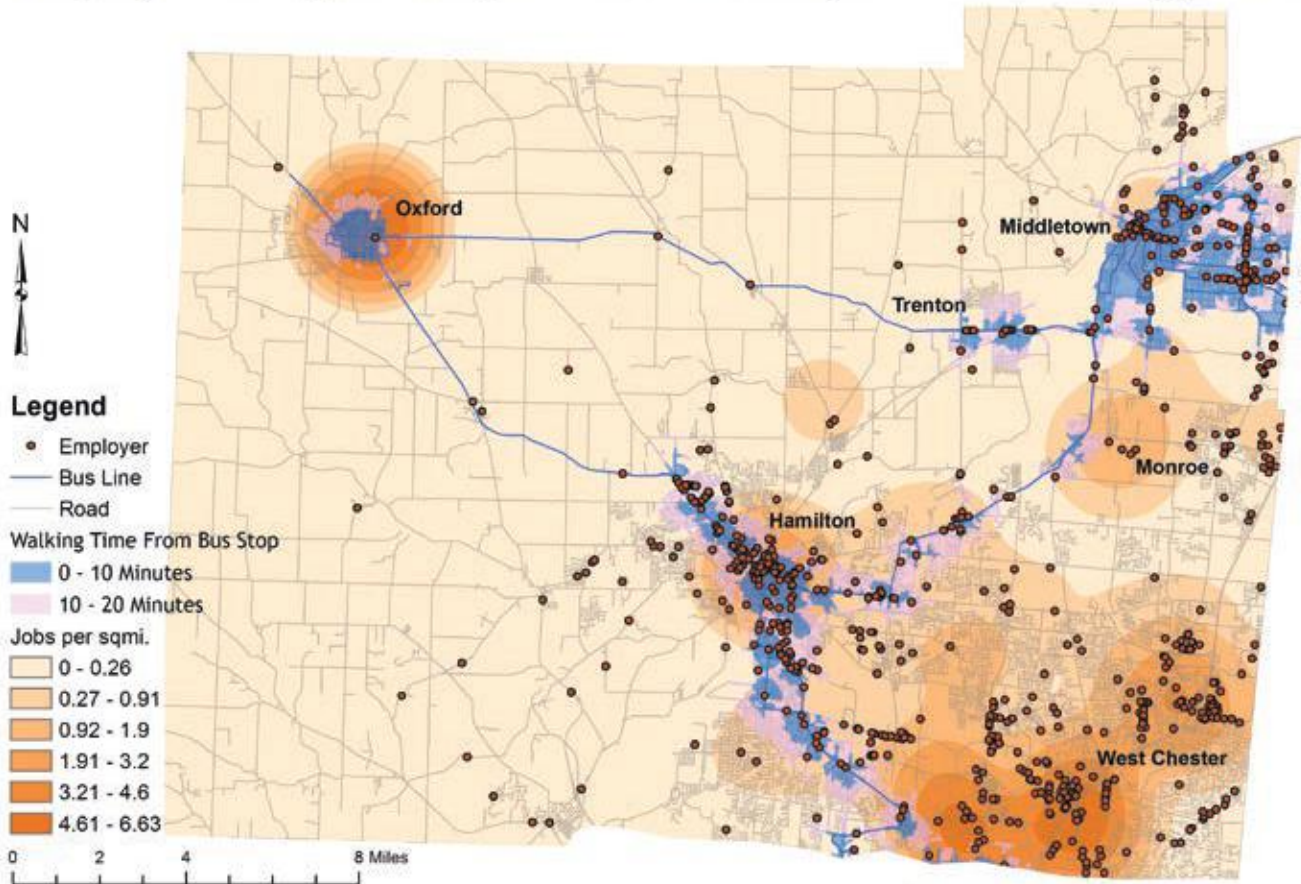 Oxford
Middletown
Trenton
Monroe
Hamilton
West Chester
N
Legend
Employer
Bus Line
Road
Walking Time From Bus Stop
0 - 10 Minutes
10 - 20 Minutes
Jobs per sqmi.
0 - 0.26
0.27 - 0.91
0.92 - 1.9
1.91 - 3.2
3.21 - 4.6
4.61 - 6.63
0 2 4 8 Miles